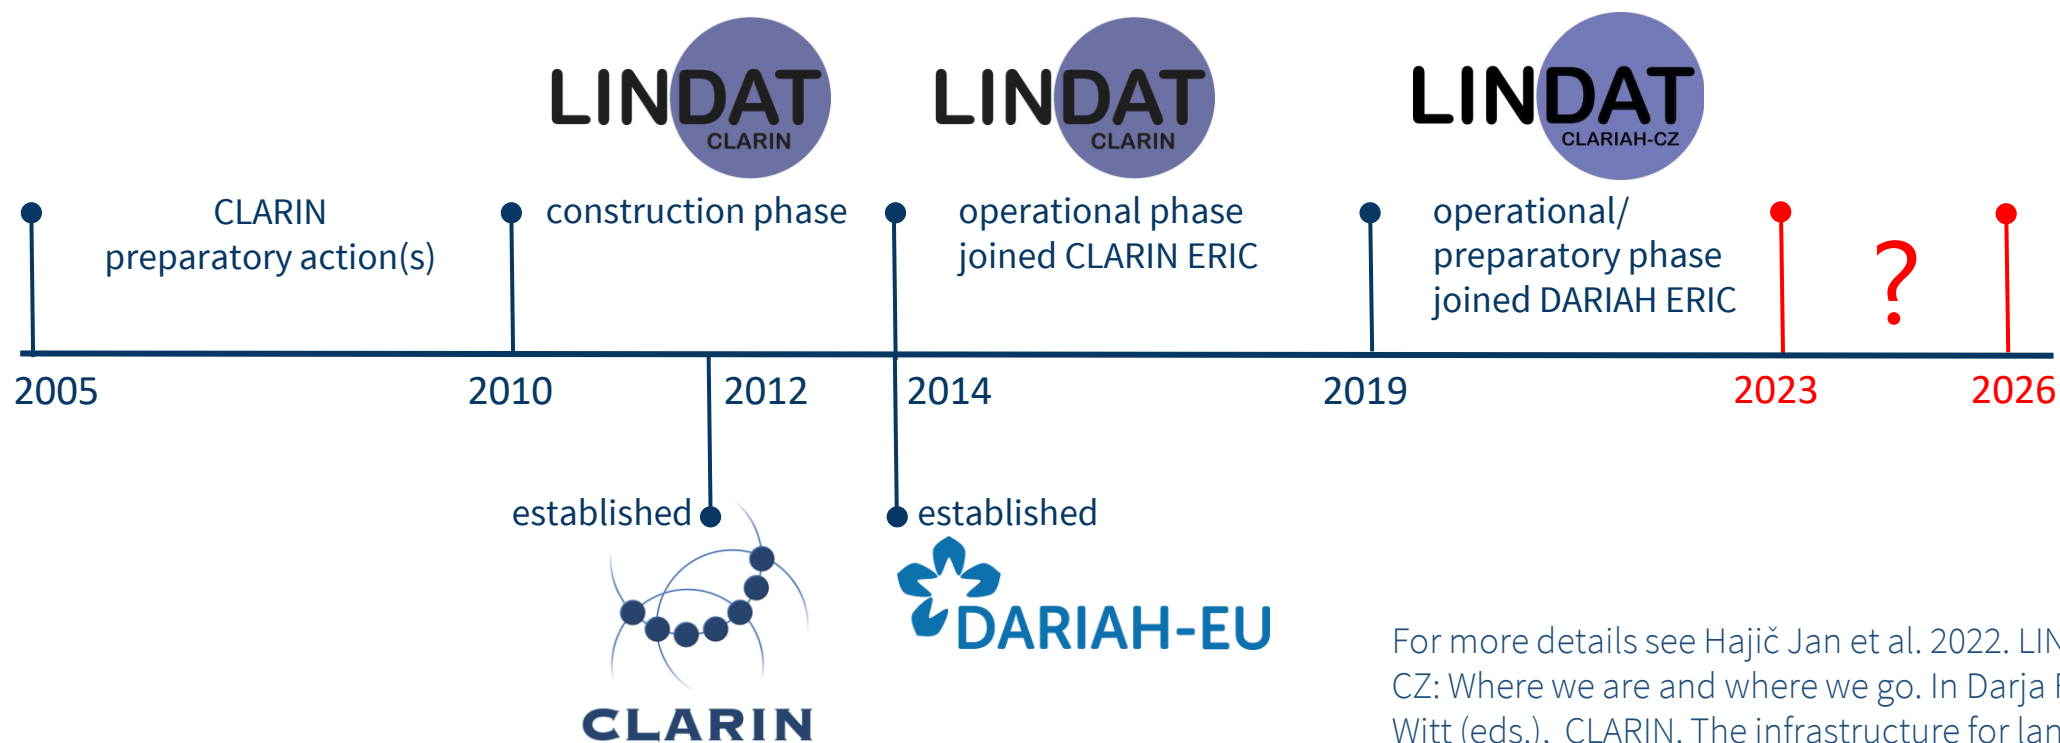 LINDAT
CLARIN
LINDAT
CLARIN
LINDAT
CLARIAH-CZ
CLARIN
preparatory action(s)
construction phase
operational phase
joined CLARIN ERIC
operational/
preparatory phase
joined DARIAH ERIC
?
2005
2010
2012
2014
2019
2023
2026
established
established
CLARIN
DARIAH-EU
For more details see Hajič Jan et al. 2022.
CZ: Where we are and where we go. In Darja
Witt (eds.), CLARIN. The infrastructure for